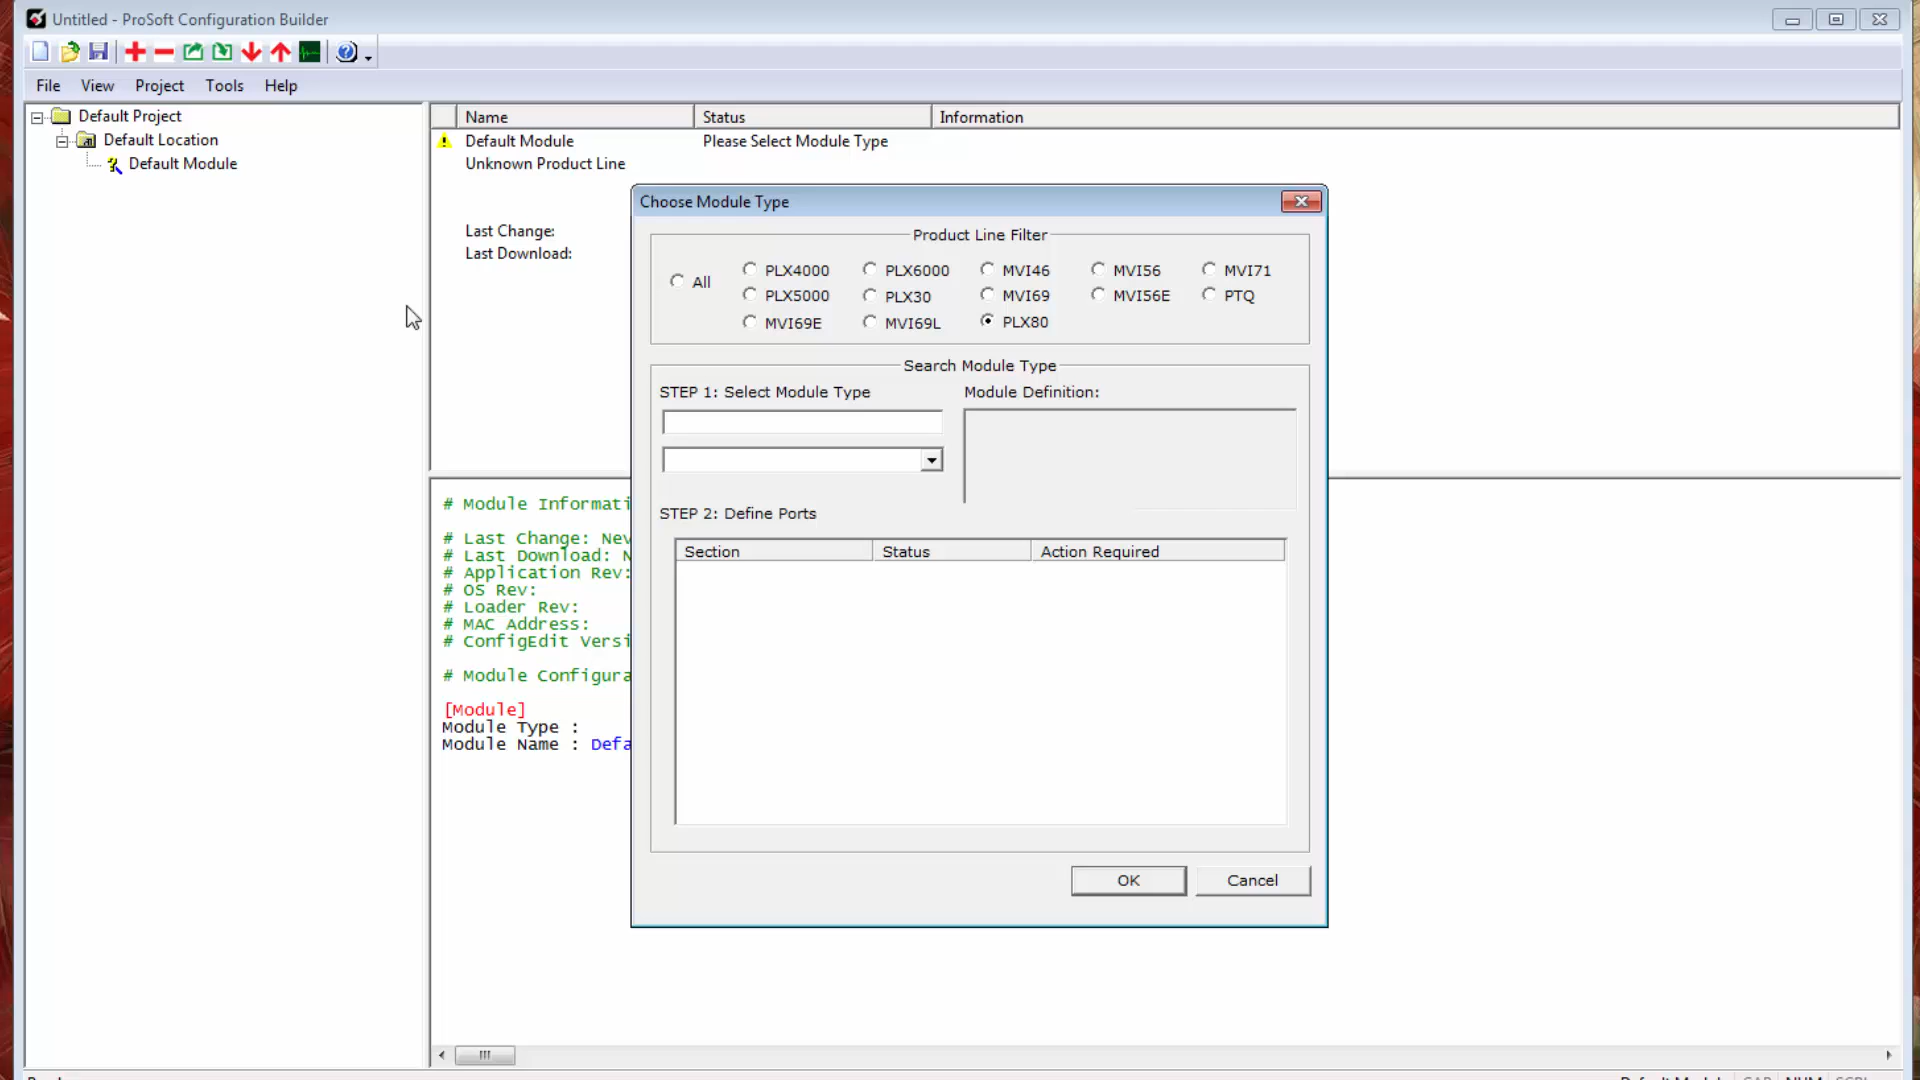 Untitled - ProSoft Configuration Builder
File View Project Tools Help
Default Project
Default Location
Default Module
Name Status Information
Default Module Please Select Module Type
Unknown Product Line
Last Change:
Last Download:
Choose Module Type
Product Line Filter
All
PLX4000 PLX6000 MVI46 MVI56 MVI71
PLX5000 PLX30 MVI69 MVI56E PTQ
MVI69E MVI69L PLX80
Search Module Type
STEP 1: Select Module Type
Module Definition:
STEP 2: Define Ports
Section Status Action Required
OK Cancel
# Module Informati
# Last Change: Nev
# Last Download: N
# Application Rev:
# OS Rev:
# Loader Rev:
# MAC Address:
# ConfigEdit Versi
# Module Configura
[Module]
Module Type :
Module Name : Defa